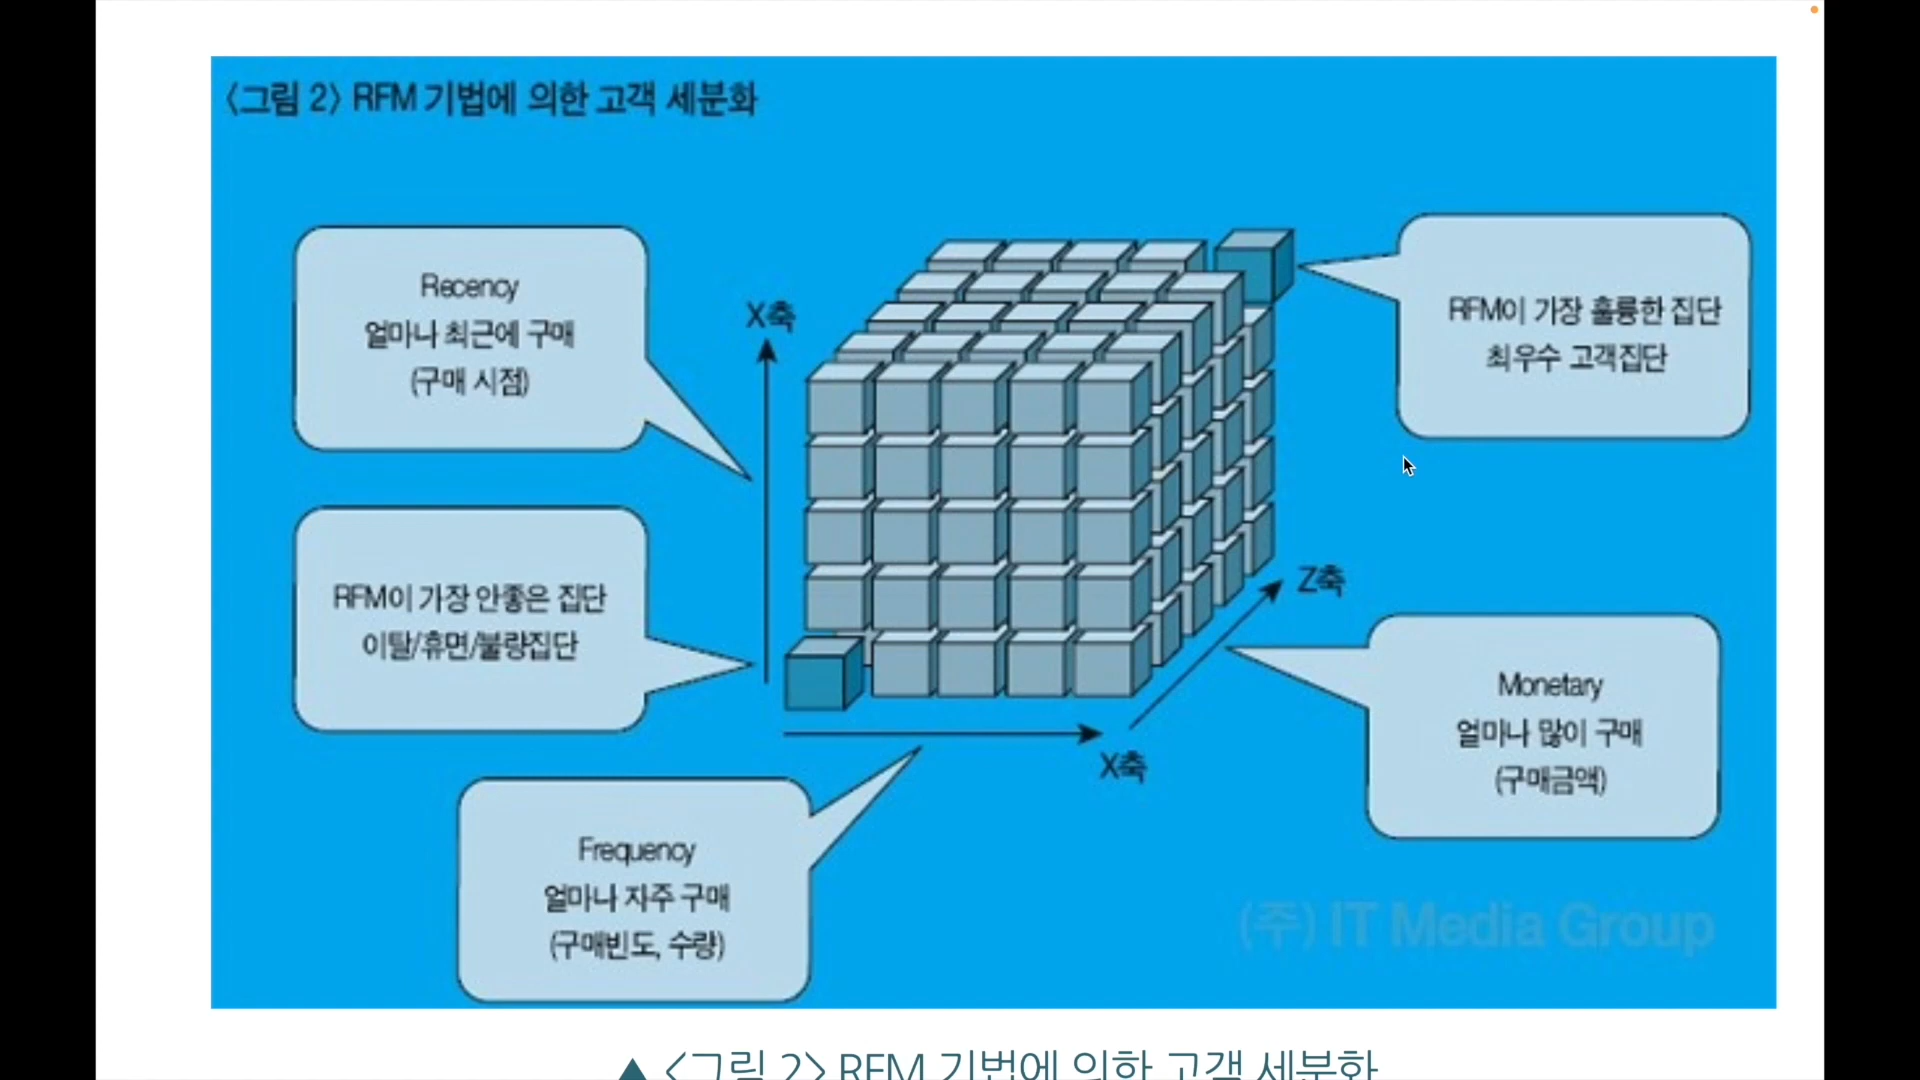 <그림 2> RFM 기법에 의한 고객 세분화
Recency
얼마나 최근에 구매
(구매 시점)
X축
RFM이 가장 훌륭한 집단
최우수 고객집단
RFM이 가장 안좋은 집단
이탈/휴면/불량집단
Z축
Monetary
얼마나 많이 구매
(구매금액)
X축
Frequency
얼마나 자주 구매
(구매빈도, 수량)
(주) IT Media Group
▲ <그림 2> RFM 기법에 의한 고객 세분화